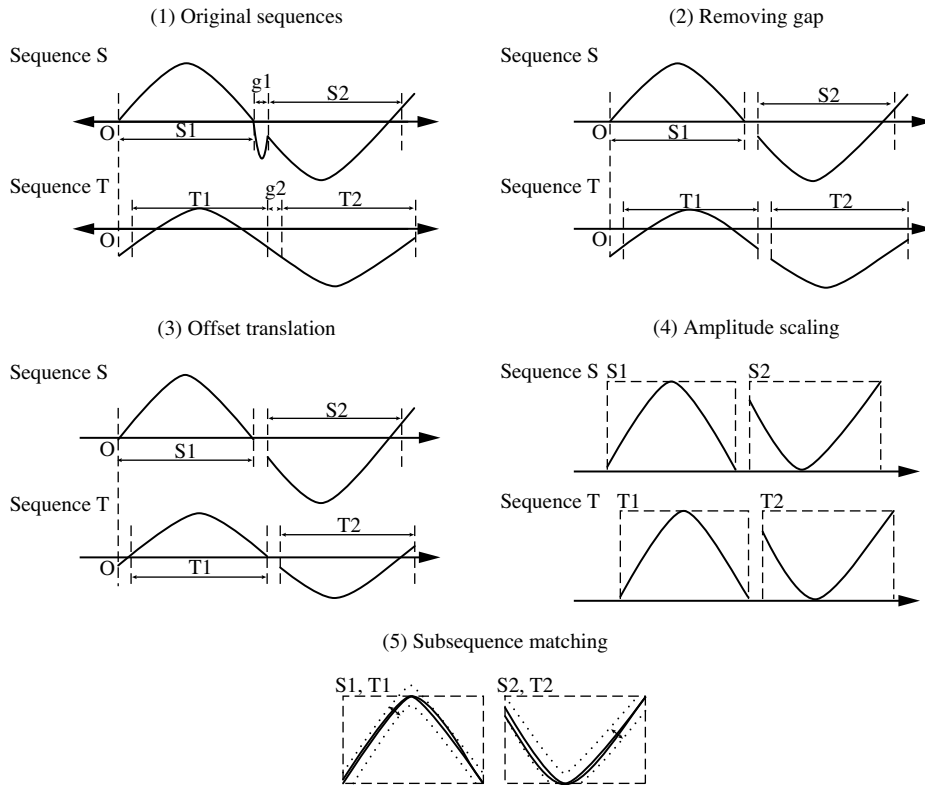 (1) Original sequences
Sequence S
g1
S2
O
S1
Sequence T
T1
g2
T2
O
(2) Removing gap
Sequence S
S2
O
S1
Sequence T
T1
T2
O
(3) Offset translation
Sequence S
S2
O
S1
Sequence T
T2
O
T1
(4) Amplitude scaling
Sequence S
S1
S2
Sequence T
T1
T2
(5) Subsequence matching
S1, T1
S2, T2